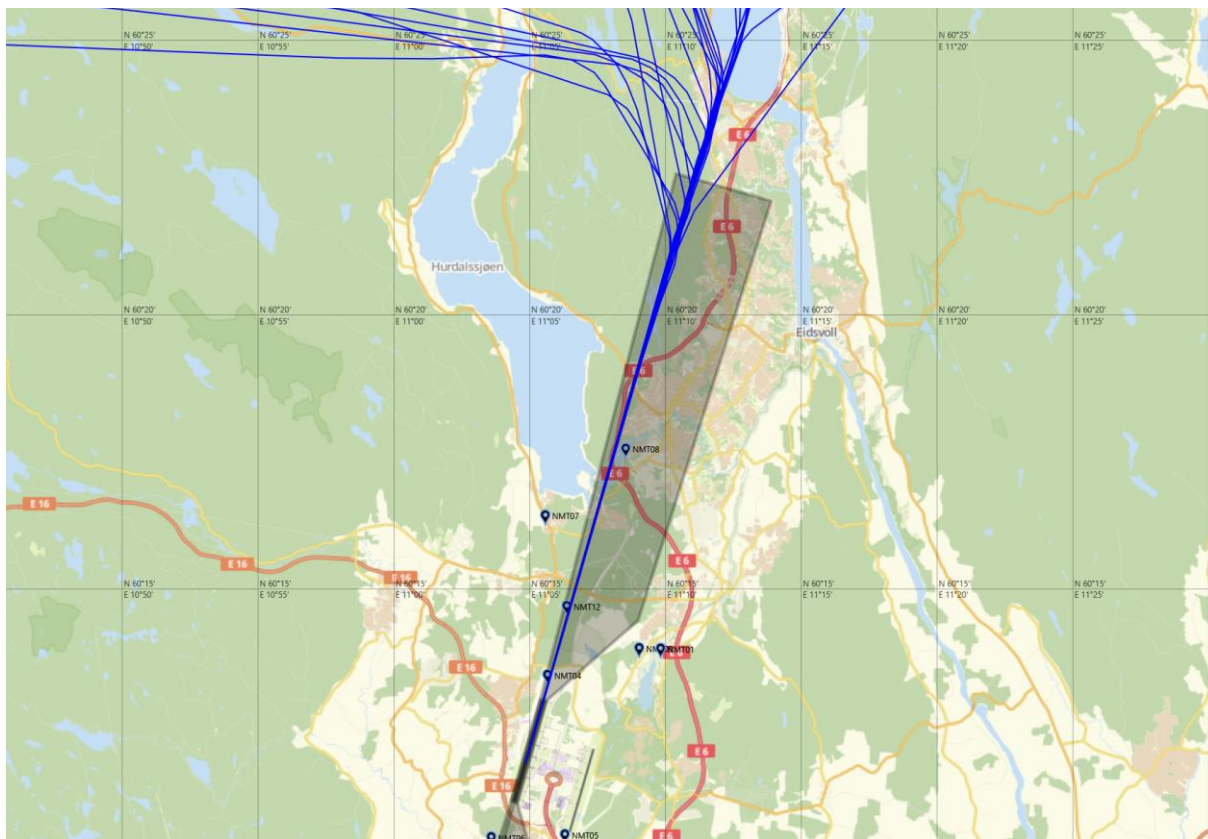 N 60°25' N 60°25' N 60°25' N 60°25' N 60°25' N 60°25' N 60°25' N 60°25'
E 10°50' E 10°55' E 11°00' E 11°05' E 11°10' E 11°15' E 11°20' E 11°25'
E 6
E 6
Hurdalssjøen
N 60°20' N 60°20' N 60°20' N 60°20' N 60°20' N 60°20' N 60°20' N 60°20'
E 10°50' E 10°55' E 11°00' E 11°05' E 11°10' E 11°15' E 11°20' E 11°25'
Eidsvoll
E 6
NMT08
E 6
E 16
NMT07
E 6
E 16
E 16
N 60°15' N 60°15' N 60°15' N 60°15' N 60°15' N 60°15' N 60°15' N 60°15'
E 10°50' E 10°55' E 11°00' E 11°05' E 11°10' E 11°15' E 11°20' E 11°25'
NMT12
NMT01
E 16
NMT04
E 6
E 16
NMT06
NMT05
E 6